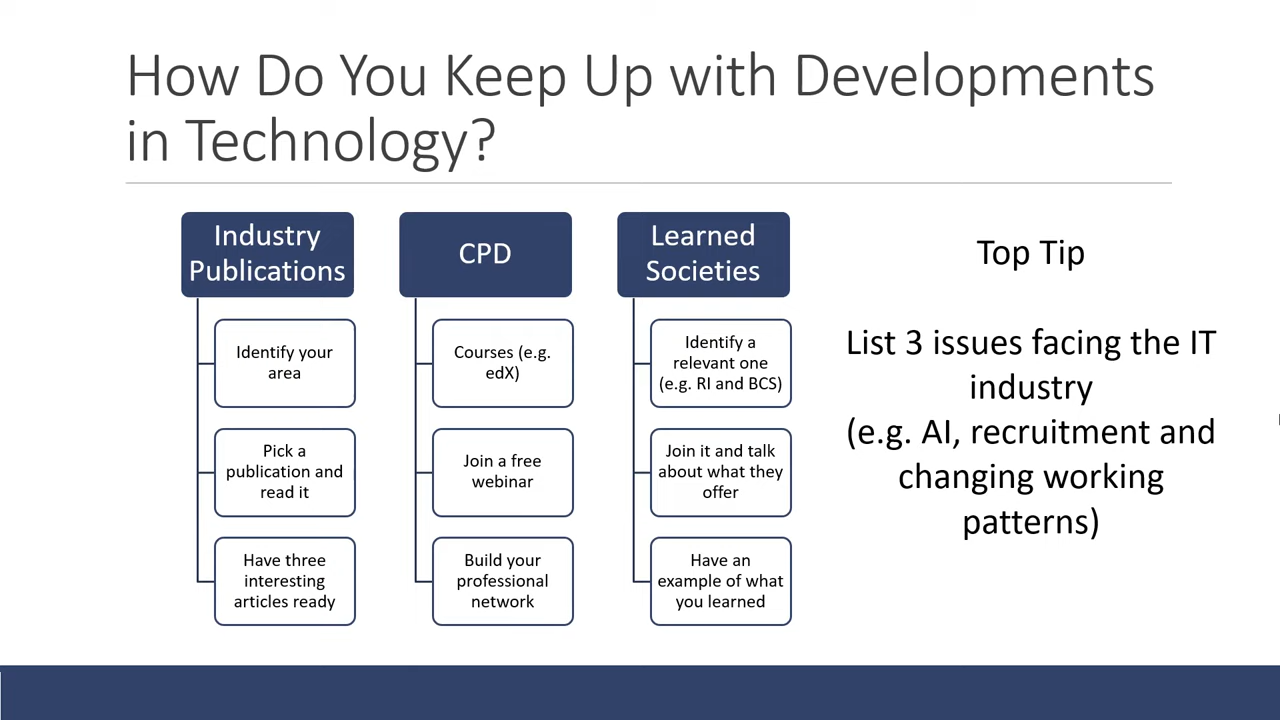 How Do You Keep Up with Developments
in Technology?
Industry
Publications
Identify your
area
Pick a
publication and
read it
Have three
interesting
articles ready
CPD
Courses (e.g.
edX)
Join a free
webinar
Build your
professional
network
Learned
Societies
Identify a
relevant one
(e.g. RI and BCS)
Join it and talk
about what they
offer
Have an
example of what
you learned
Top Tip
List 3 issues facing the IT
industry
(e.g. AI, recruitment and
changing working
patterns)